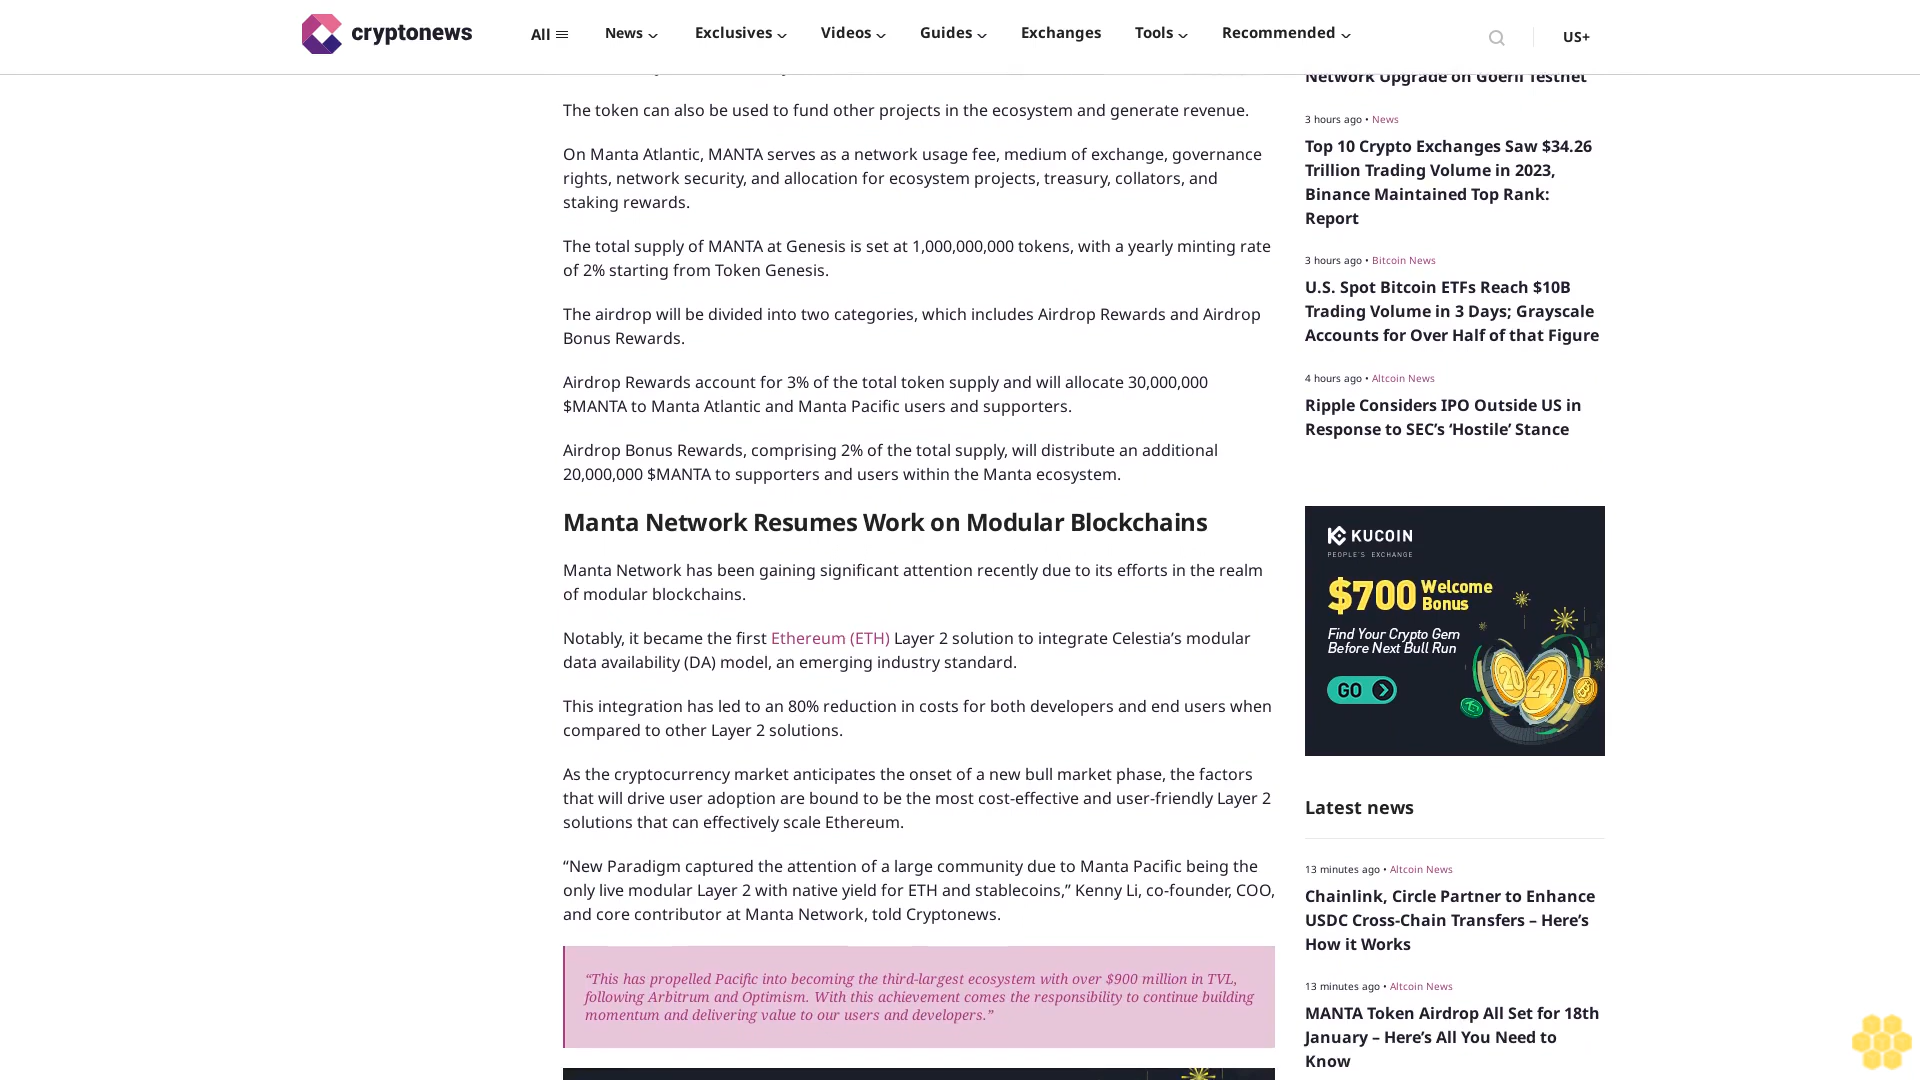 cryptonews
All
News
Exclusives
Videos
Guides
Exchanges
Tools
Recommended
US+
The token can also be used to fund other projects in the ecosystem and generate revenue.
On Manta Atlantic, MANTA serves as a network usage fee, medium of exchange, governance
rights, network security, and allocation for ecosystem projects, treasury, collators, and
staking rewards.
The total supply of MANTA at Genesis is set at 1,000,000,000 tokens, with a yearly minting rate
of 2% starting from Token Genesis.
The airdrop will be divided into two categories, which includes Airdrop Rewards and Airdrop
Bonus Rewards.
Airdrop Rewards account for 3% of the total token supply and will allocate 30,000,000
$MANTA to Manta Atlantic and Manta Pacific users and supporters.
Airdrop Bonus Rewards, comprising 2% of the total supply, will distribute an additional
20,000,000 $MANTA to supporters and users within the Manta ecosystem.
Manta Network Resumes Work on Modular Blockchains
Manta Network has been gaining significant attention recently due to its efforts in the realm
of modular blockchains.
Notably, it became the first Ethereum (ETH) Layer 2 solution to integrate Celestia’s modular
data availability (DA) model, an emerging industry standard.
This integration has led to an 80% reduction in costs for both developers and end users when
compared to other Layer 2 solutions.
As the cryptocurrency market anticipates the onset of a new bull market phase, the factors
that will drive user adoption are bound to be the most cost-effective and user-friendly Layer 2
solutions that can effectively scale Ethereum.
“New Paradigm captured the attention of a large community due to Manta Pacific being the
only live modular Layer 2 with native yield for ETH and stablecoins,” Kenny Li, co-founder, COO,
and core contributor at Manta Network, told Cryptonews.
“This has propelled Pacific into becoming the third-largest ecosystem with over $900 million in TVL,
following Arbitrum and Optimism. With this achievement comes the responsibility to continue building
momentum and delivering value to our users and developers.”
Network Upgrade on Goerli Testnet
3 hours ago • News
Top 10 Crypto Exchanges Saw $34.26
Trillion Trading Volume in 2023,
Binance Maintained Top Rank:
Report
3 hours ago • Bitcoin News
U.S. Spot Bitcoin ETFs Reach $10B
Trading Volume in 3 Days; Grayscale
Accounts for Over Half of that Figure
4 hours ago • Altcoin News
Ripple Considers IPO Outside US in
Response to SEC’s ‘Hostile’ Stance
KUCOIN
PEOPLE'S EXCHANGE
$700 Welcome
Bonus
Find Your Crypto Gem
Before Next Bull Run
GO
20 24
Latest news
13 minutes ago • Altcoin News
Chainlink, Circle Partner to Enhance
USDC Cross-Chain Transfers – Here’s
How it Works
13 minutes ago • Altcoin News
MANTA Token Airdrop All Set for 18th
January – Here’s All You Need to
Know